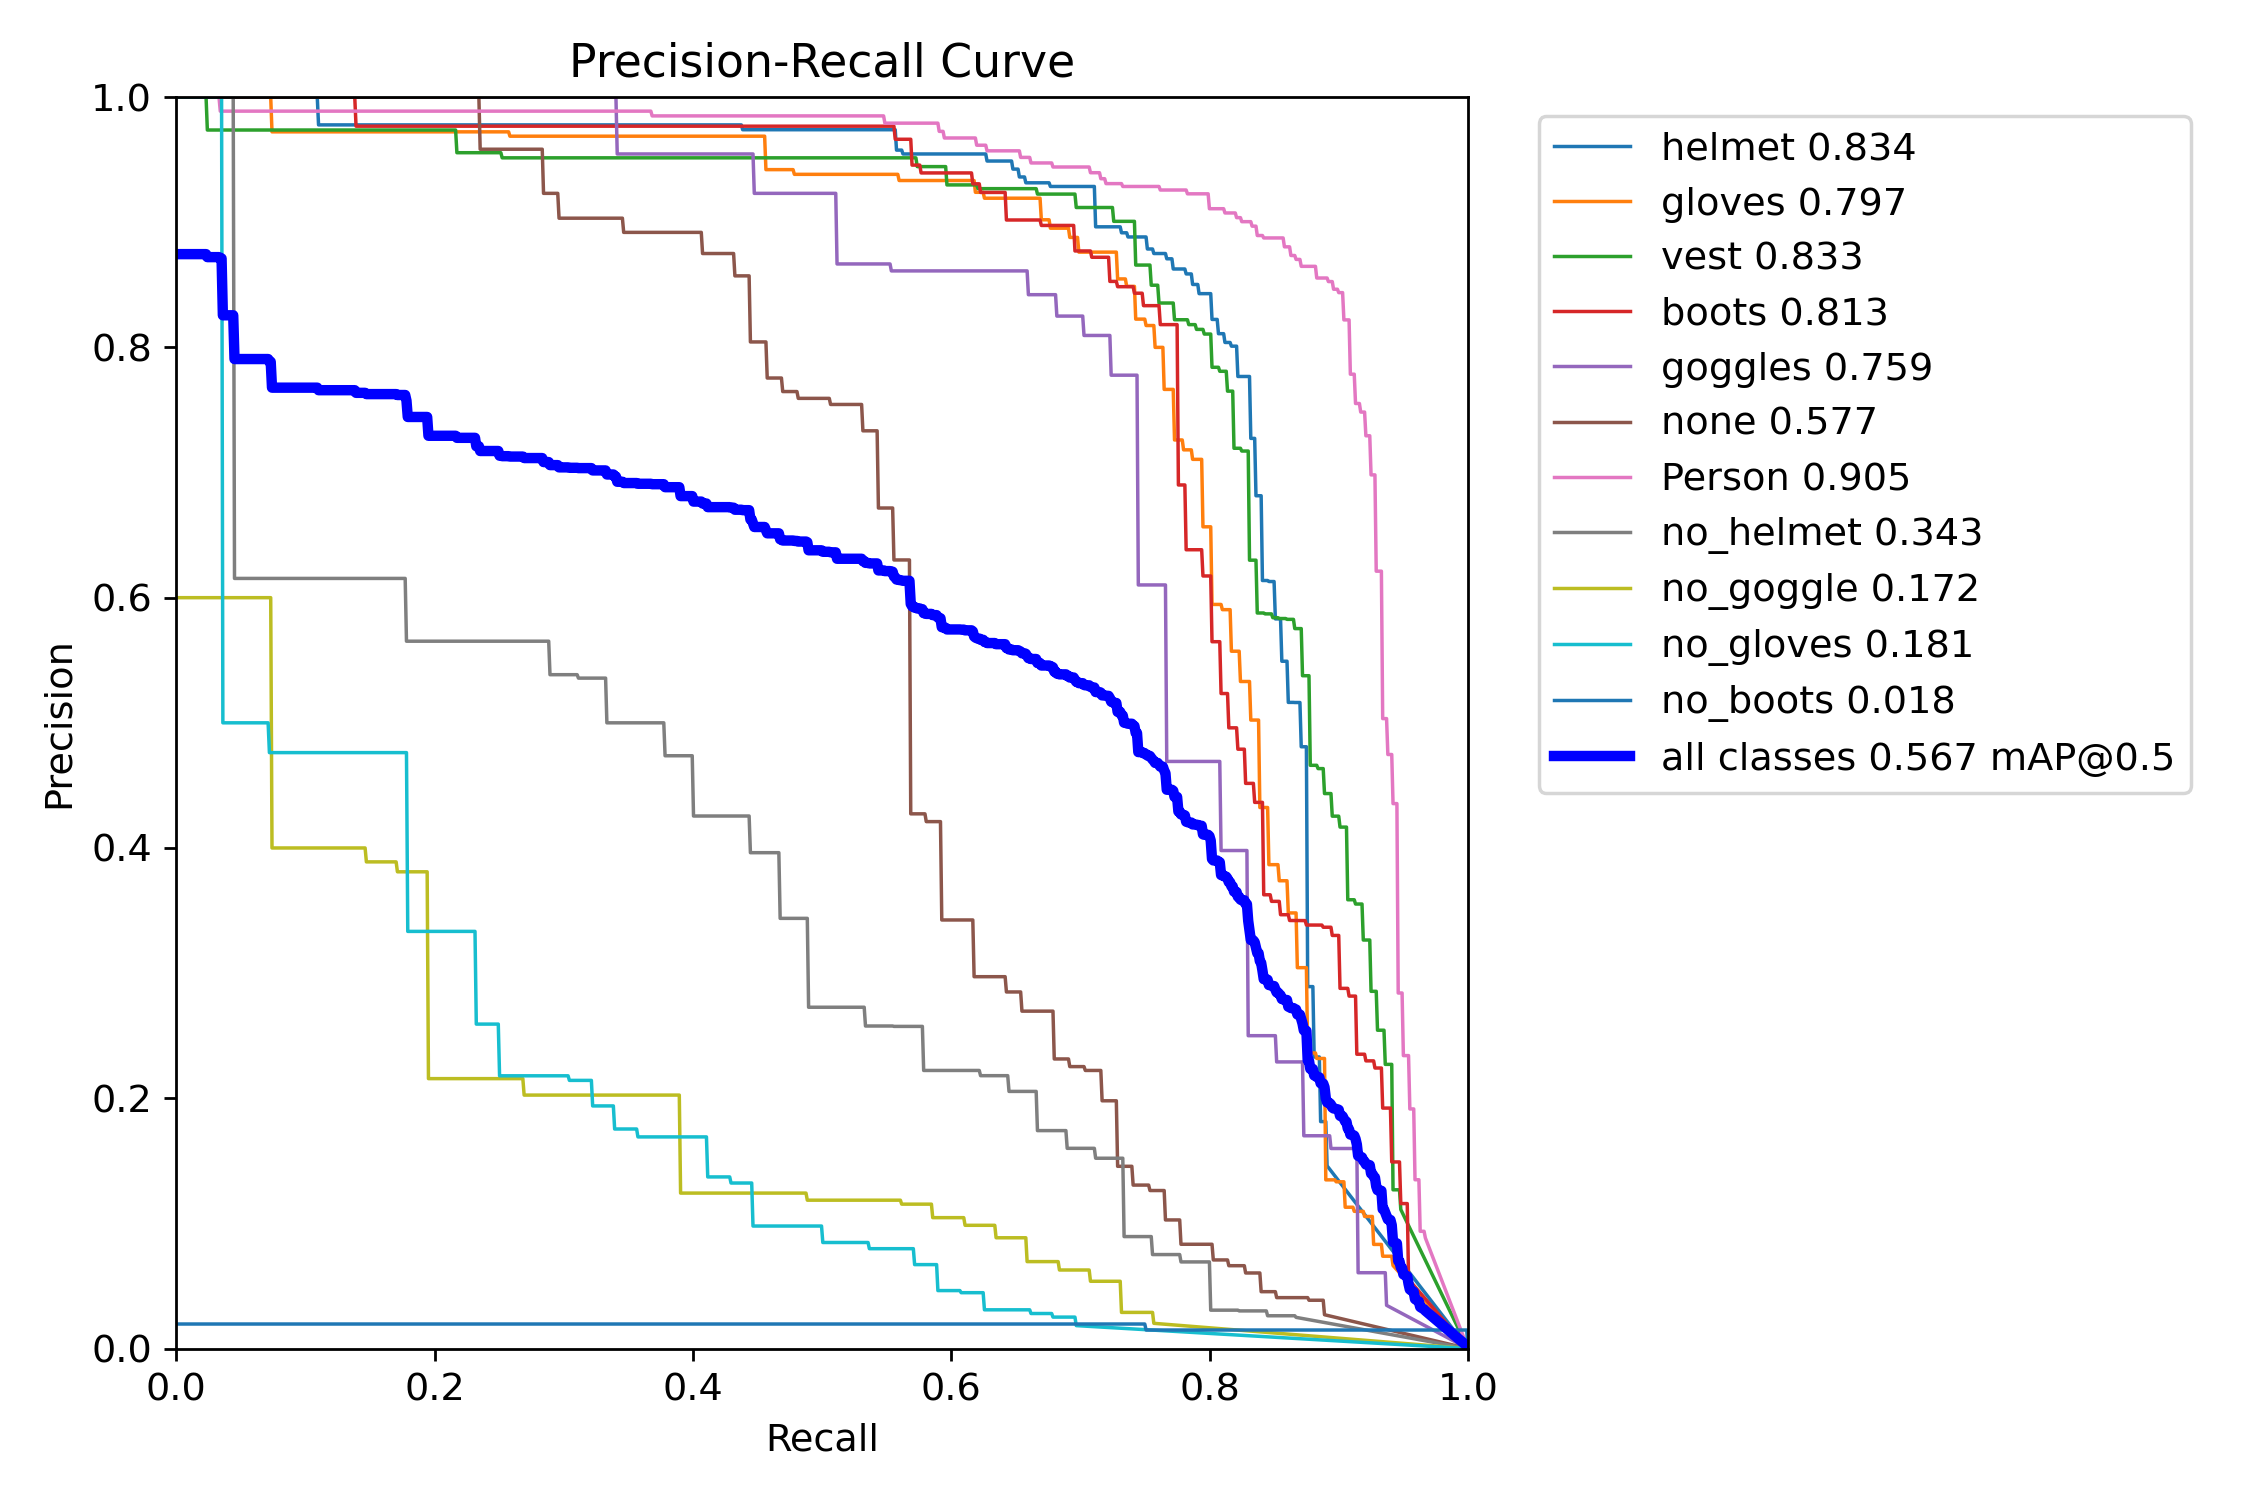 Precision-Recall Curve
1.0
0.8
0.6
0.4
0.2
0.0
Precision
0.0 0.2 0.4 0.6 0.8 1.0
Recall
helmet 0.834
gloves 0.797
vest 0.833
boots 0.813
goggles 0.759
none 0.577
Person 0.905
no_helmet 0.343
no_goggle 0.172
no_gloves 0.181
no_boots 0.018
all classes 0.567 mAP@0.5